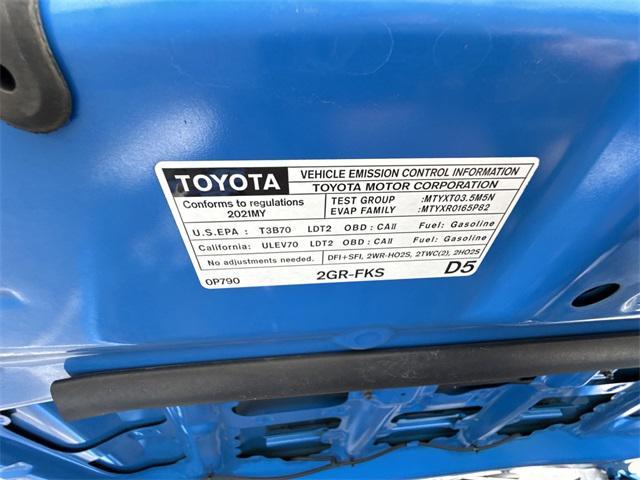 TOYOTA
VEHICLE EMISSION CONTROL INFORMATION
TOYOTA MOTOR CORPORATION
Conforms to regulations
2021MY
TEST GROUP :MTYXT03.5M5N
EVAP FAMILY :MTYXR0165P82
U.S.EPA : T3B70 LDT2 OBD : CAII Fuel: Gasoline
California: ULEV70 LDT2 OBD : CAII Fuel: Gasoline
No adjustments needed. DFI+SFI, 2WR-HO2S, 2TWC(2), 2HO2S
0P790 2GR-FKS D5